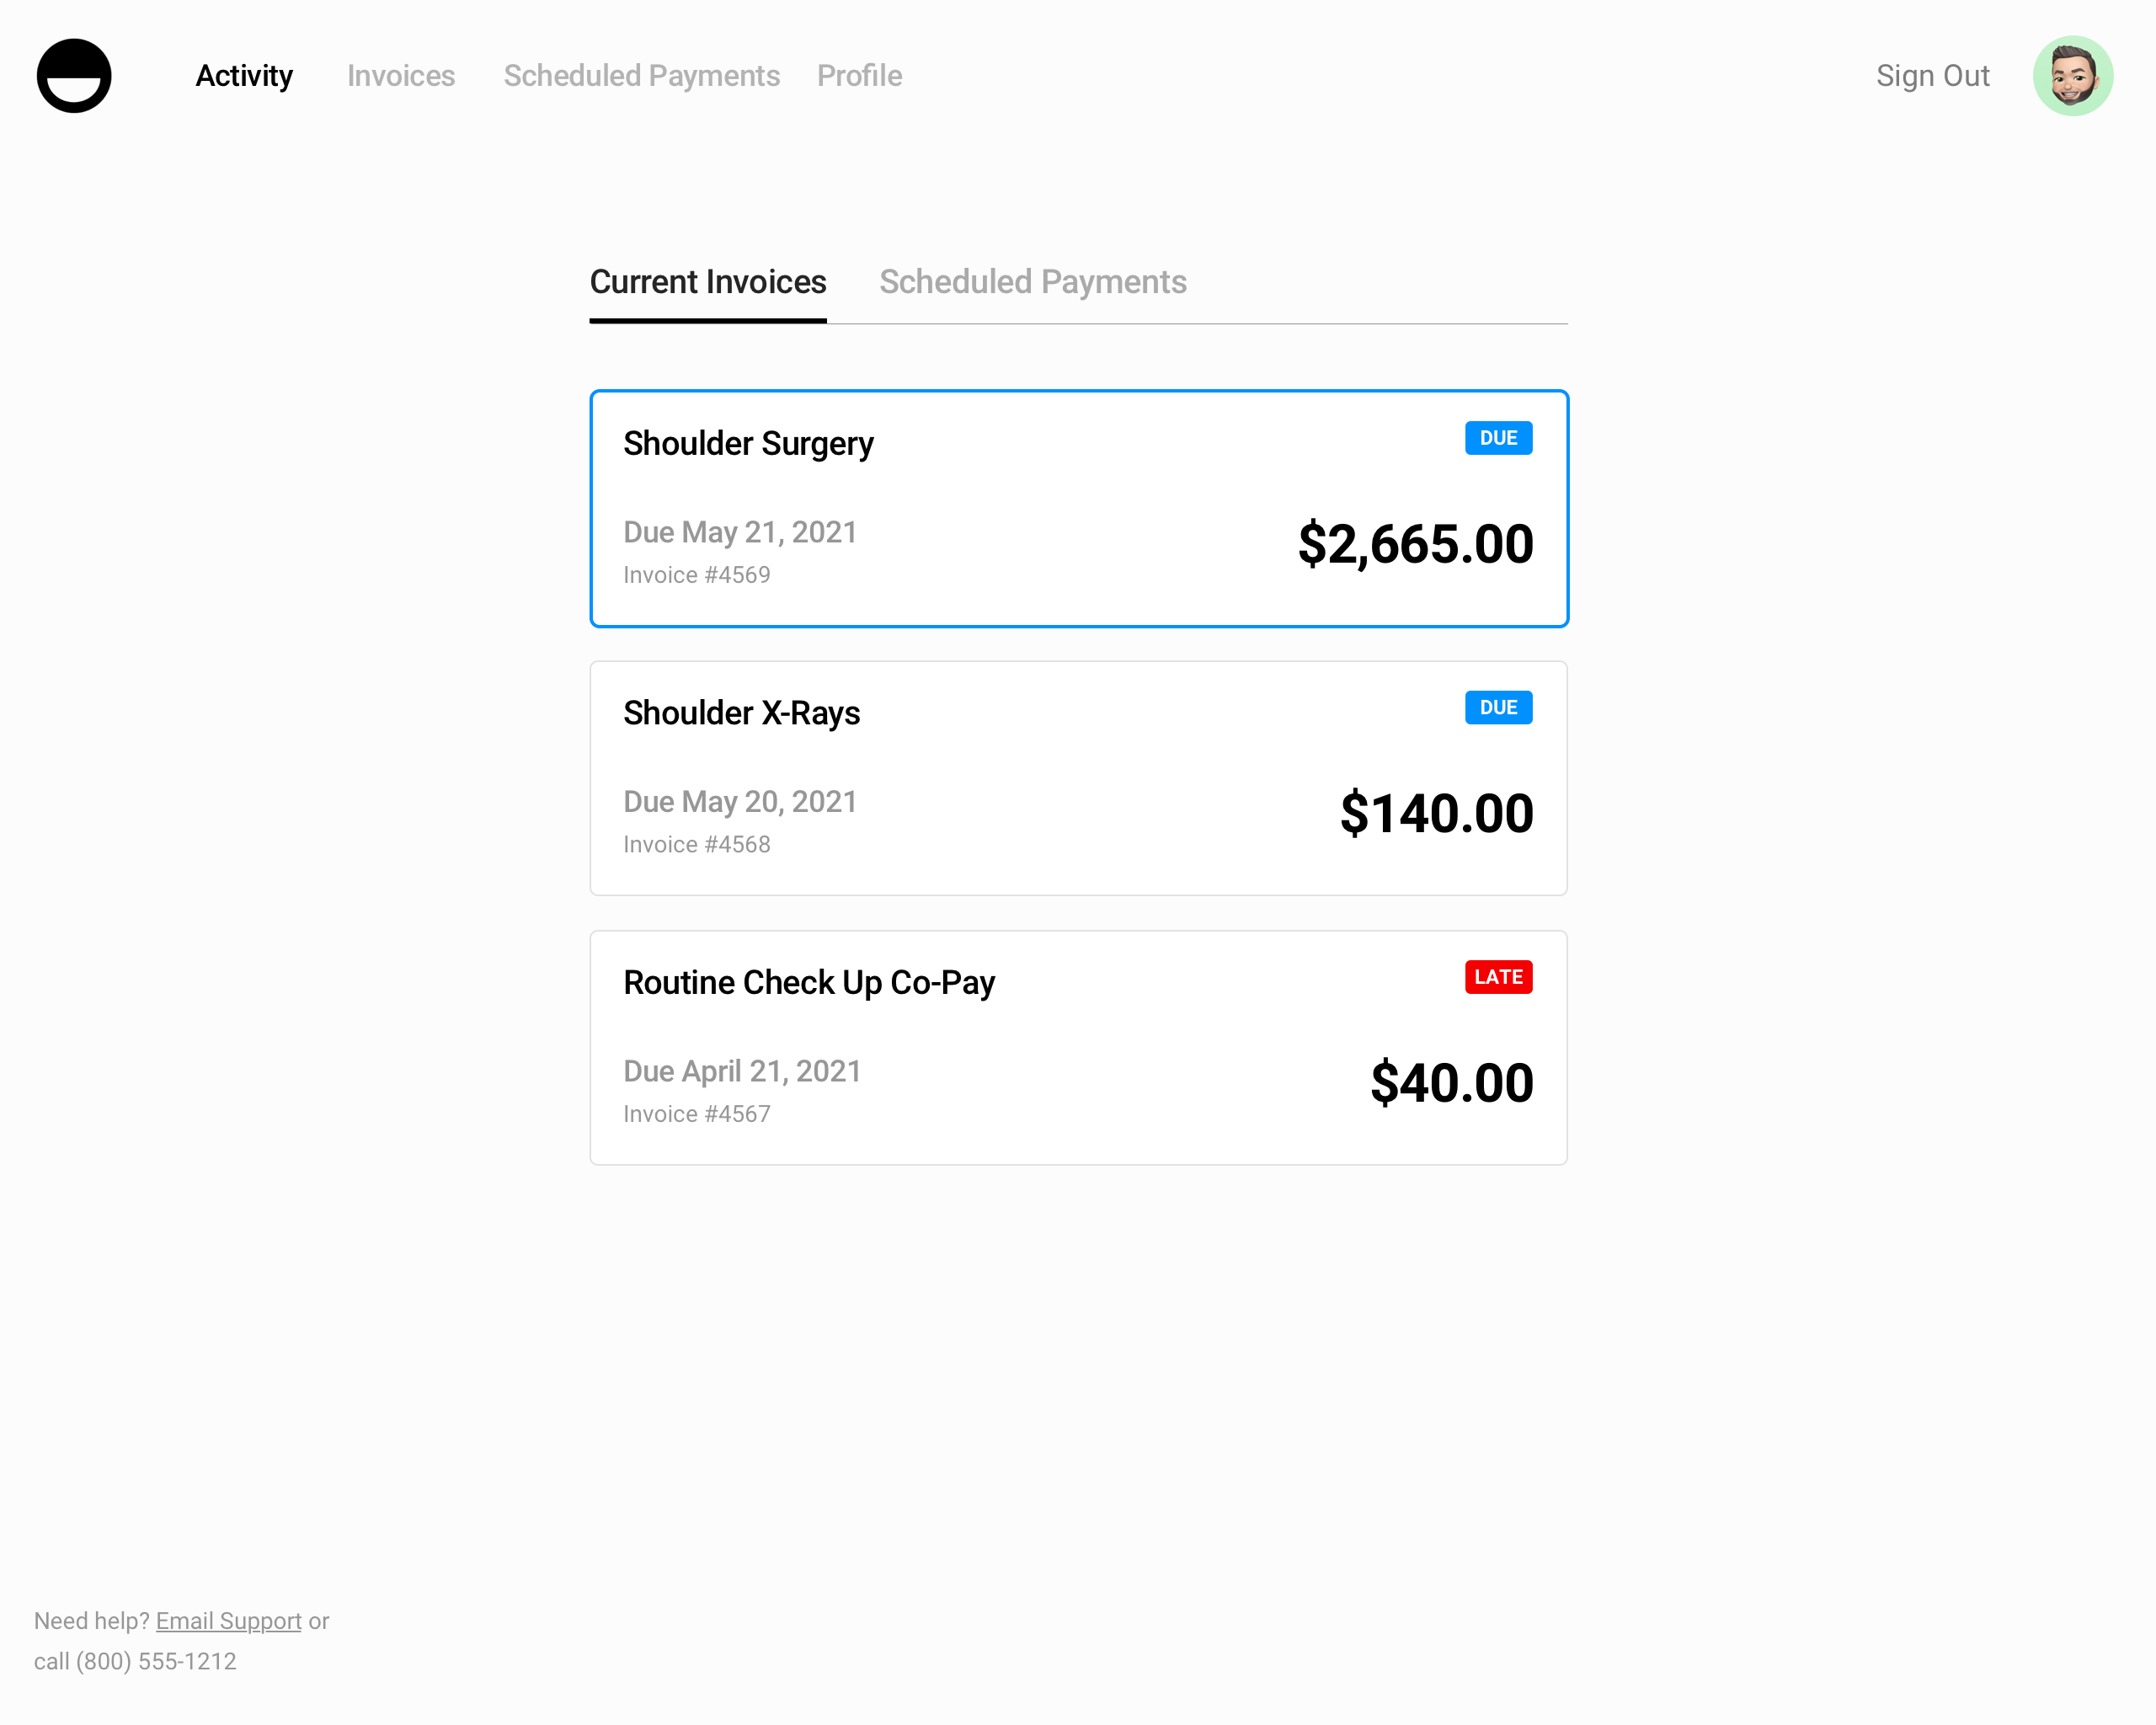 Activity Invoices Scheduled Payments Profile Sign Out
Current Invoices Scheduled Payments
Shoulder Surgery DUE
Due May 21, 2021 $2,665.00
Invoice #4569
Shoulder X-Rays DUE
Due May 20, 2021 $140.00
Invoice #4568
Routine Check Up Co-Pay LATE
Due April 21, 2021 $40.00
Invoice #4567
Need help? Email Support or
call (800) 555-1212